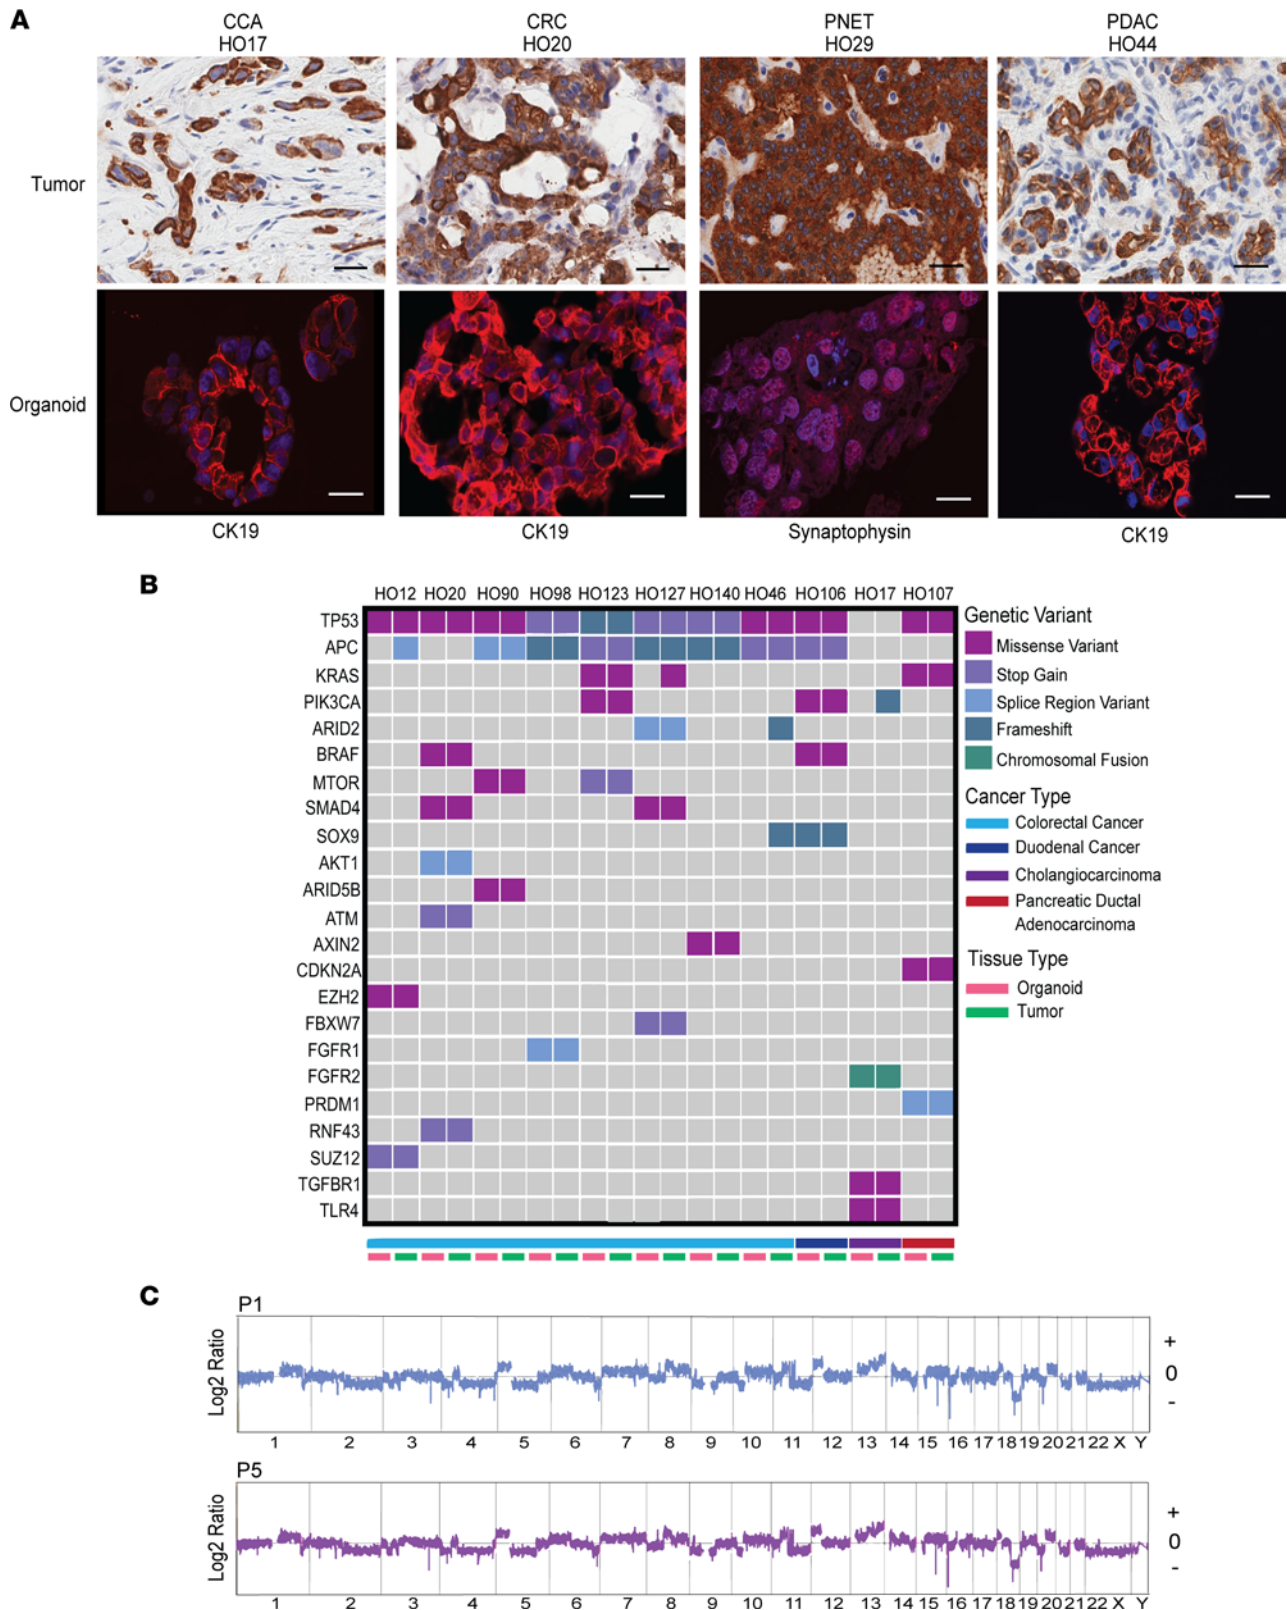 A
CCA
HO17
CRC
HO20
PNET
HO29
PDAC
HO44
Tumor
Organoid
CK19
CK19
Synaptophysin
CK19
B
HO12 HO20 HO90 HO98 HO123 HO127 HO140 HO46 HO106 HO17 HO107
TP53
APC
KRAS
PIK3CA
ARID2
BRAF
MTOR
SMAD4
SOX9
AKT1
ARID5B
ATM
AXIN2
CDKN2A
EZH2
FBXW7
FGFR1
FGFR2
PRDM1
RNF43
SUZ12
TGFBR1
TLR4
Genetic Variant
Missense Variant
Stop Gain
Splice Region Variant
Frameshift
Chromosomal Fusion
Cancer Type
Colorectal Cancer
Duodenal Cancer
Cholangiocarcinoma
Pancreatic Ductal
Adenocarcinoma
Tissue Type
Organoid
Tumor
C
P1
Log2 Ratio
+
0
-
1 2 3 4 5 6 7 8 9 10 11 12 13 14 15 16 17 18 19 20 21 22 X Y
P5
Log2 Ratio
+
0
-
1 2 3 4 5 6 7 8 9 10 11 12 13 14 15 16 17 18 19 20 21 22 X Y